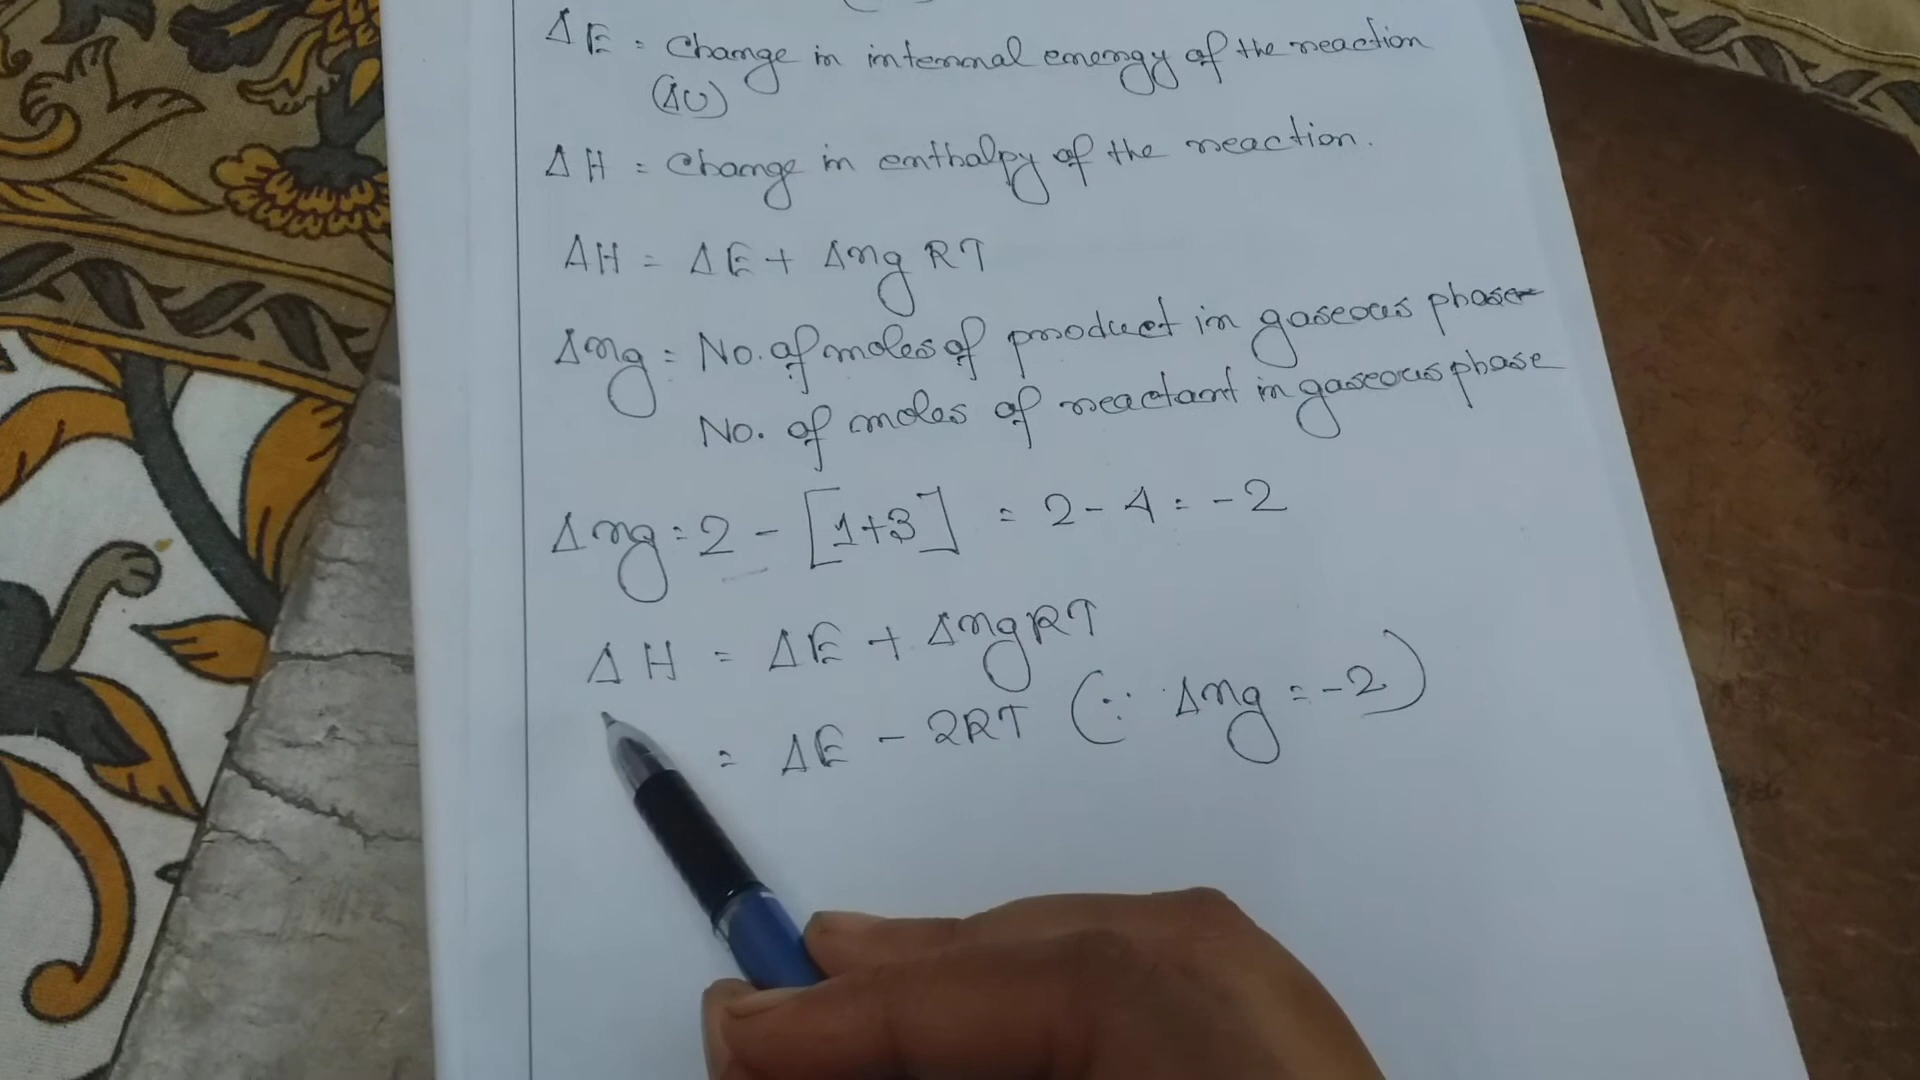 ΔE = Change in internal energy of the reaction
(ΔU)
ΔH = Change in enthalpy of the reaction.
ΔH = ΔE + Δng RT
Δng = No. of moles of product in gaseous phase -
No. of moles of reactant in gaseous phase
Δng = 2 - [1+3] = 2 - 4 = -2
ΔH = ΔE + ΔngRT
= ΔE - 2RT (∵ Δng = -2)